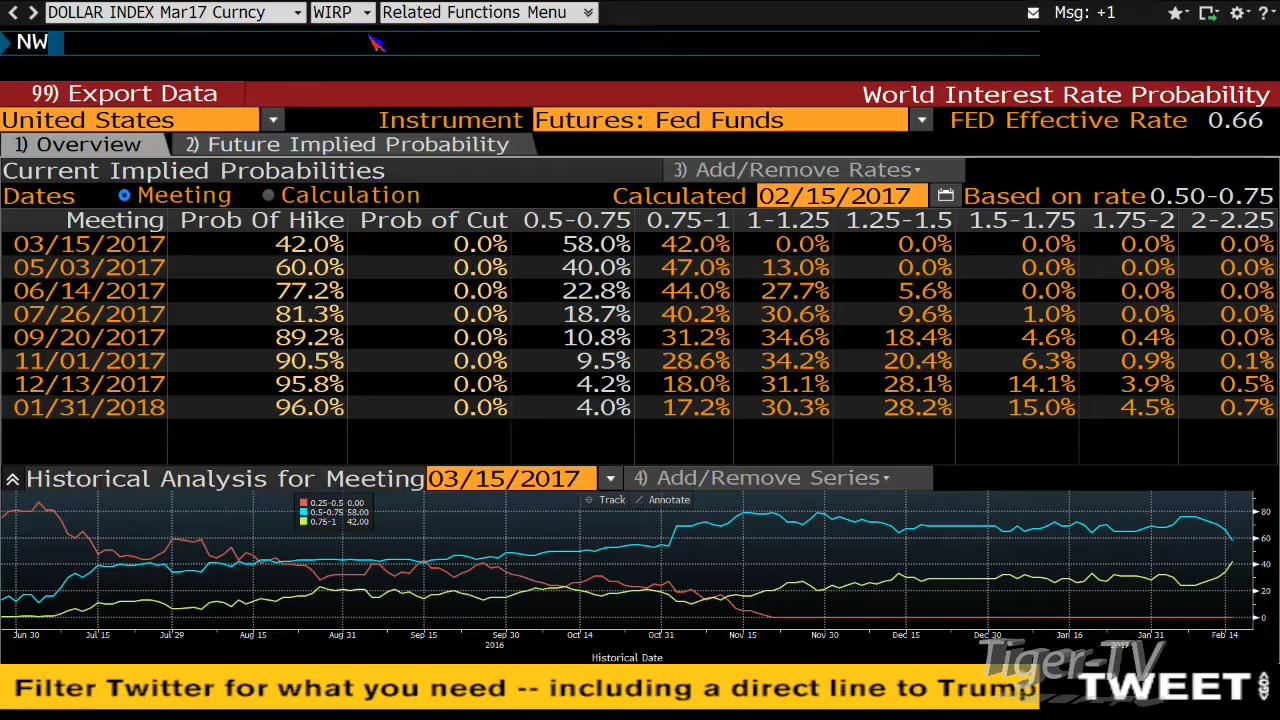 DOLLAR INDEX Mar17 Curncy WIRP Related Functions Menu Msg: +1
NW
99) Export Data World Interest Rate Probability
United States Instrument Futures: Fed Funds FED Effective Rate 0.66
1) Overview 2) Future Implied Probability
Current Implied Probabilities 3) Add/Remove Rates
Dates Meeting Calculation Calculated 02/15/2017 Based on rate 0.50-0.75
Meeting Prob Of Hike Prob of Cut 0.5-0.75 0.75-1 1-1.25 1.25-1.5 1.5-1.75 1.75-2 2-2.25
03/15/2017 42.0% 0.0% 58.0% 42.0% 0.0% 0.0% 0.0% 0.0% 0.0%
05/03/2017 60.0% 0.0% 40.0% 47.0% 13.0% 0.0% 0.0% 0.0% 0.0%
06/14/2017 77.2% 0.0% 22.8% 44.0% 27.7% 5.6% 0.0% 0.0% 0.0%
07/26/2017 81.3% 0.0% 18.7% 40.2% 30.6% 9.6% 1.0% 0.0% 0.0%
09/20/2017 89.2% 0.0% 10.8% 31.2% 34.6% 18.4% 4.6% 0.4% 0.0%
11/01/2017 90.5% 0.0% 9.5% 28.6% 34.2% 20.4% 6.3% 0.9% 0.1%
12/13/2017 95.8% 0.0% 4.2% 18.0% 31.1% 28.1% 14.1% 3.9% 0.5%
01/31/2018 96.0% 0.0% 4.0% 17.2% 30.3% 28.2% 15.0% 4.5% 0.7%
Historical Analysis for Meeting 03/15/2017 4) Add/Remove Series
Track Annotate
0.25-0.5 0.00
0.5-0.75 58.00
0.75-1 42.00
80
60
40
20
0
Jun 30 Jul 15 Jul 29 Aug 15 Aug 31 Sep 15 Sep 30 Oct 14 Oct 31 Nov 15 Nov 30 Dec 15 Dec 30 Jan 16 Jan 31 Feb 14
2016 2017
Historical Date
Tiger-TV
Filter Twitter for what you need -- including a direct line to Trump TWEET <GO>